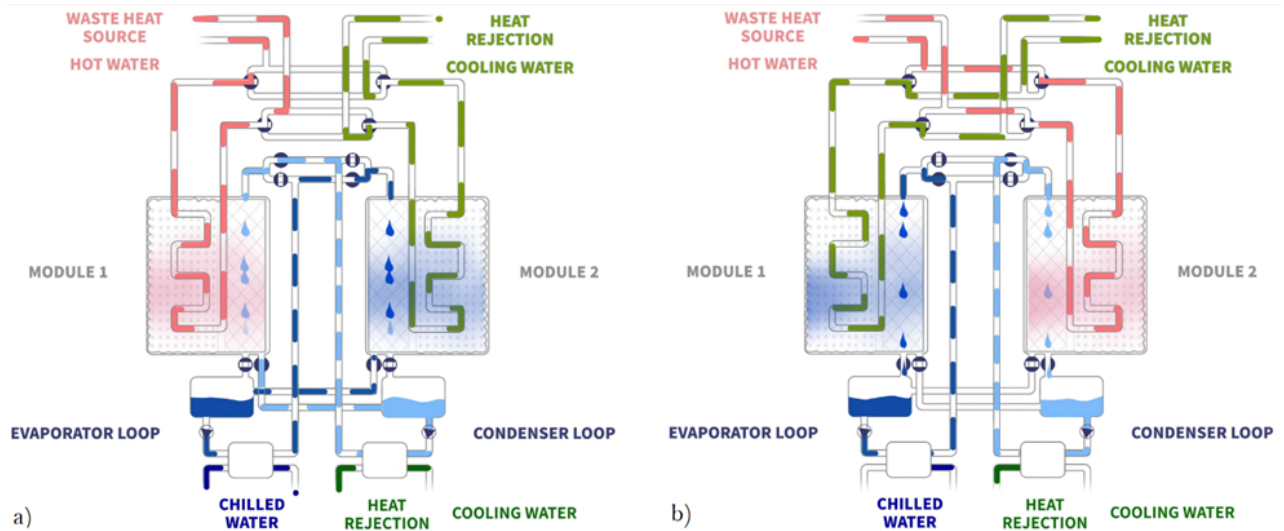 WASTE HEAT
SOURCE
HOT WATER
HEAT
REJECTION
COOLING WATER
MODULE 1
MODULE 2
EVAPORATOR LOOP
CONDENSER LOOP
CHILLED
WATER
HEAT
REJECTION
COOLING WATER
a)
WASTE HEAT
SOURCE
HOT WATER
HEAT
REJECTION
COOLING WATER
MODULE 1
MODULE 2
EVAPORATOR LOOP
CONDENSER LOOP
CHILLED
WATER
HEAT
REJECTION
COOLING WATER
b)